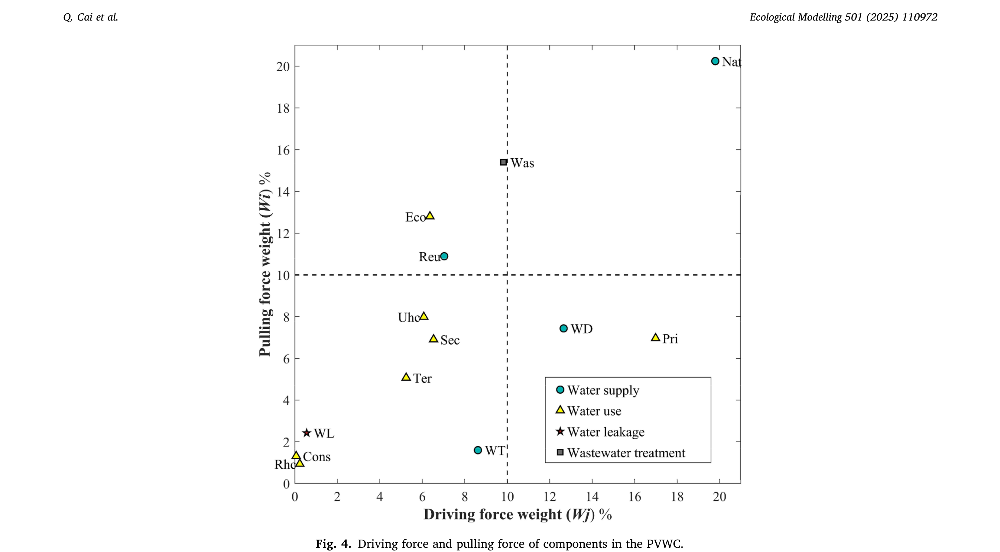 Q. Cai et al.
Ecological Modelling 501 (2025) 110972
20
18
16
14
12
10
8
6
4
2
0
Pulling force weight (Wi) %
Nat
Was
Eco
Reu
Uhc
WD
Pri
Sec
Ter
WL
WT
Cons
Rhc
Water supply
Water use
Water leakage
Wastewater treatment
0 2 4 6 8 10 12 14 16 18 20
Driving force weight (Wj) %
Fig. 4. Driving force and pulling force of components in the PVWC.